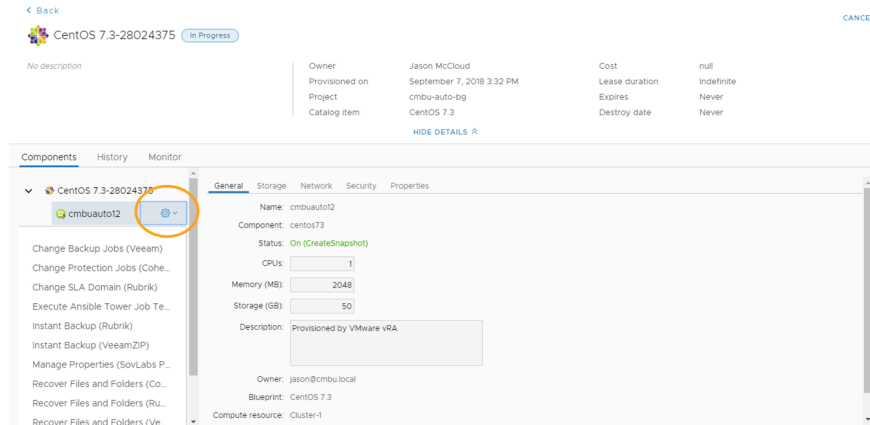 Back
CANCE
CentOS 7.3-28024375 In Progress
No description
Owner Jason McCloud Cost null
Provisioned on September 7, 2018 3:32 PM Lease duration Indefinite
Project cmbu-auto-bg Expires Never
Catalog item CentOS 7.3 Destroy date Never
HIDE DETAILS
Components History Monitor
CentOS 7.3-28024375
cmbuauto12
Change Backup Jobs (Veeam)
Change Protection Jobs (Cohe...
Change SLA Domain (Rubrik)
Execute Ansible Tower Job Te...
Instant Backup (Rubrik)
Instant Backup (VeeamZIP)
Manage Properties (SovLabs P...
Recover Files and Folders (Co...
Recover Files and Folders (Ru...
Recover Files and Folders (Ve
General Storage Network Security Properties
Name: cmbuauto12
Component: centos73
Status: On (CreateSnapshot)
CPUs: 1
Memory (MB): 2048
Storage (GB): 50
Description: Provisioned by VMware vRA
Owner: jason@cmbu.local
Blueprint: CentOS 7.3
Compute resource: Cluster-1